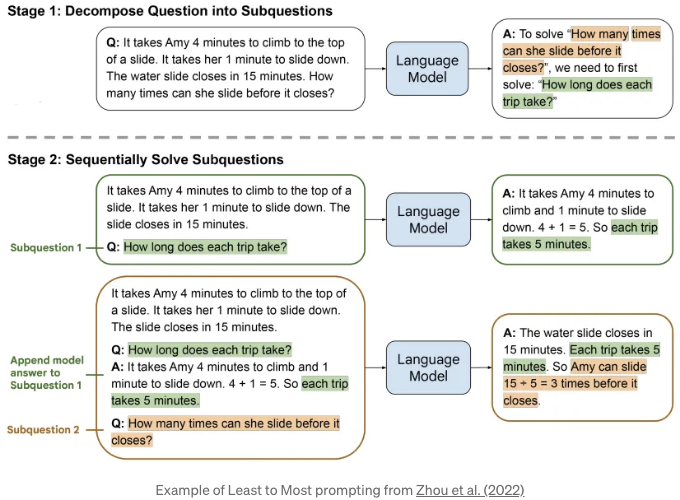 Stage 1: Decompose Question into Subquestions
Q: It takes Amy 4 minutes to climb to the top
of a slide. It takes her 1 minute to slide down.
The water slide closes in 15 minutes. How
many times can she slide before it closes?
Language
Model
A: To solve “How many times
can she slide before it
closes?”, we need to first
solve: “How long does each
trip take?”
Stage 2: Sequentially Solve Subquestions
It takes Amy 4 minutes to climb to the top of a
slide. It takes her 1 minute to slide down. The
slide closes in 15 minutes.
Subquestion 1
Q: How long does each trip take?
Language
Model
A: It takes Amy 4 minutes to
climb and 1 minute to slide
down. 4 + 1 = 5. So each trip
takes 5 minutes.
It takes Amy 4 minutes to climb to the top of
a slide. It takes her 1 minute to slide down.
The slide closes in 15 minutes.
Append model
answer to
Subquestion 1
Q: How long does each trip take?
A: It takes Amy 4 minutes to climb and 1
minute to slide down. 4 + 1 = 5. So each trip
takes 5 minutes.
Subquestion 2
Q: How many times can she slide before it
closes?
Language
Model
A: The water slide closes in
15 minutes. Each trip takes 5
minutes. So Amy can slide
15 ÷ 5 = 3 times before it
closes.
Example of Least to Most prompting from Zhou et al. (2022)